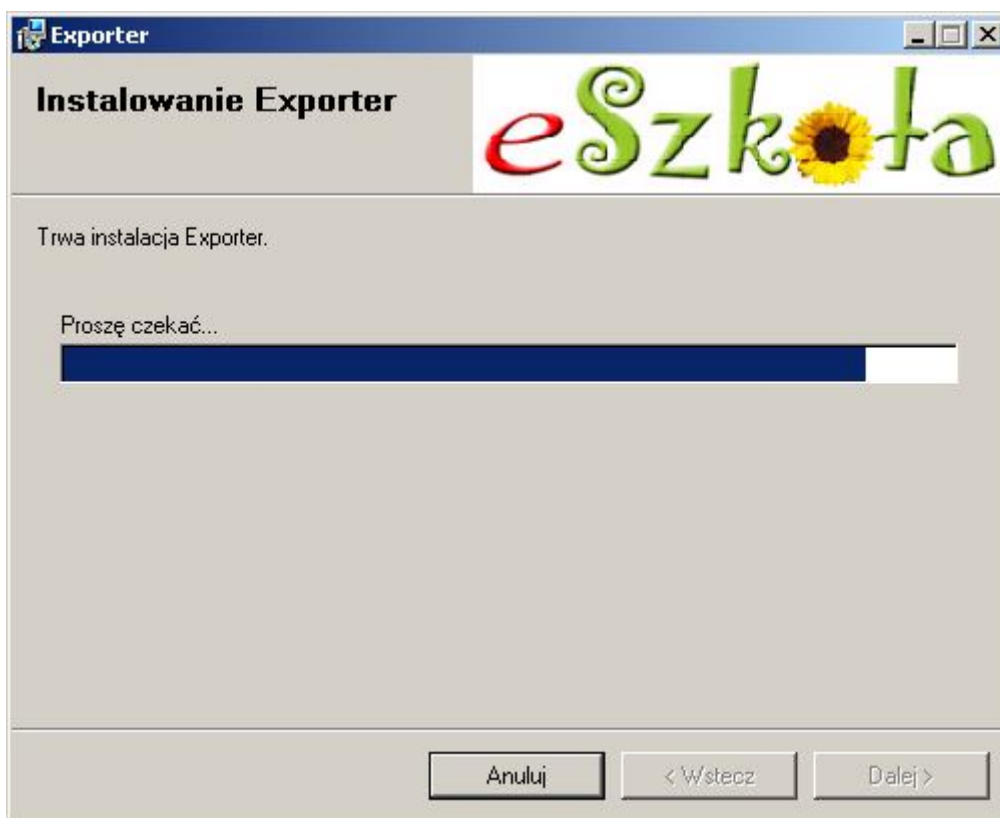 Exporter
Instalowanie Exporter
eSzkoła
Trwa instalacja Exporter.
Proszę czekać...
Anuluj
< Wstecz
Dalej >